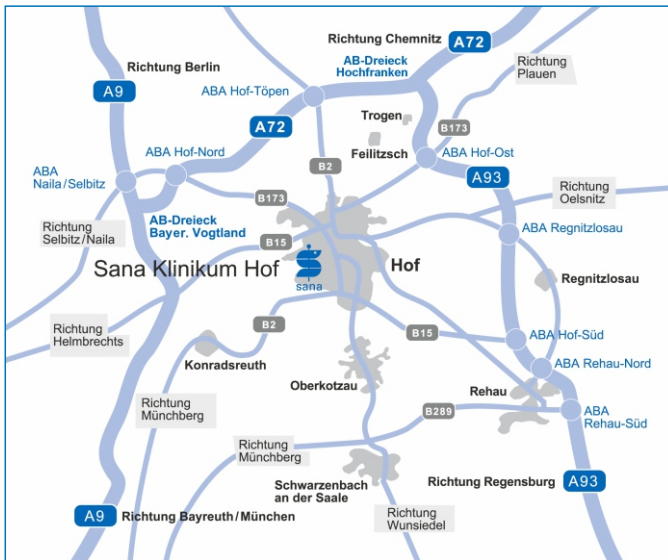 Richtung Chemnitz
A72
AB-Dreieck
Hochfranken
Richtung Berlin
A9
Richtung
Plauen
ABA Hof-Töpen
Trogen
A72
B173
Feilitzsch
ABA Hof-Nord
B2
ABA Hof-Ost
ABA
Naila/Selbitz
A93
B173
Richtung
Oelsnitz
AB-Dreieck
Bayer. Vogtland
Richtung
Selbitz/Naila
B15
ABA Regnitzlosau
Sana Klinikum Hof
sana
Hof
Regnitzlosau
Richtung
Helmbrechts
B2
B15
ABA Hof-Süd
Konradsreuth
ABA Rehau-Nord
Oberkotzau
Rehau
Richtung
Münchberg
B289
ABA
Rehau-Süd
Richtung
Münchberg
Schwarzenbach
an der Saale
Richtung Regensburg
A93
A9
Richtung Bayreuth/München
Richtung
Wunsiedel